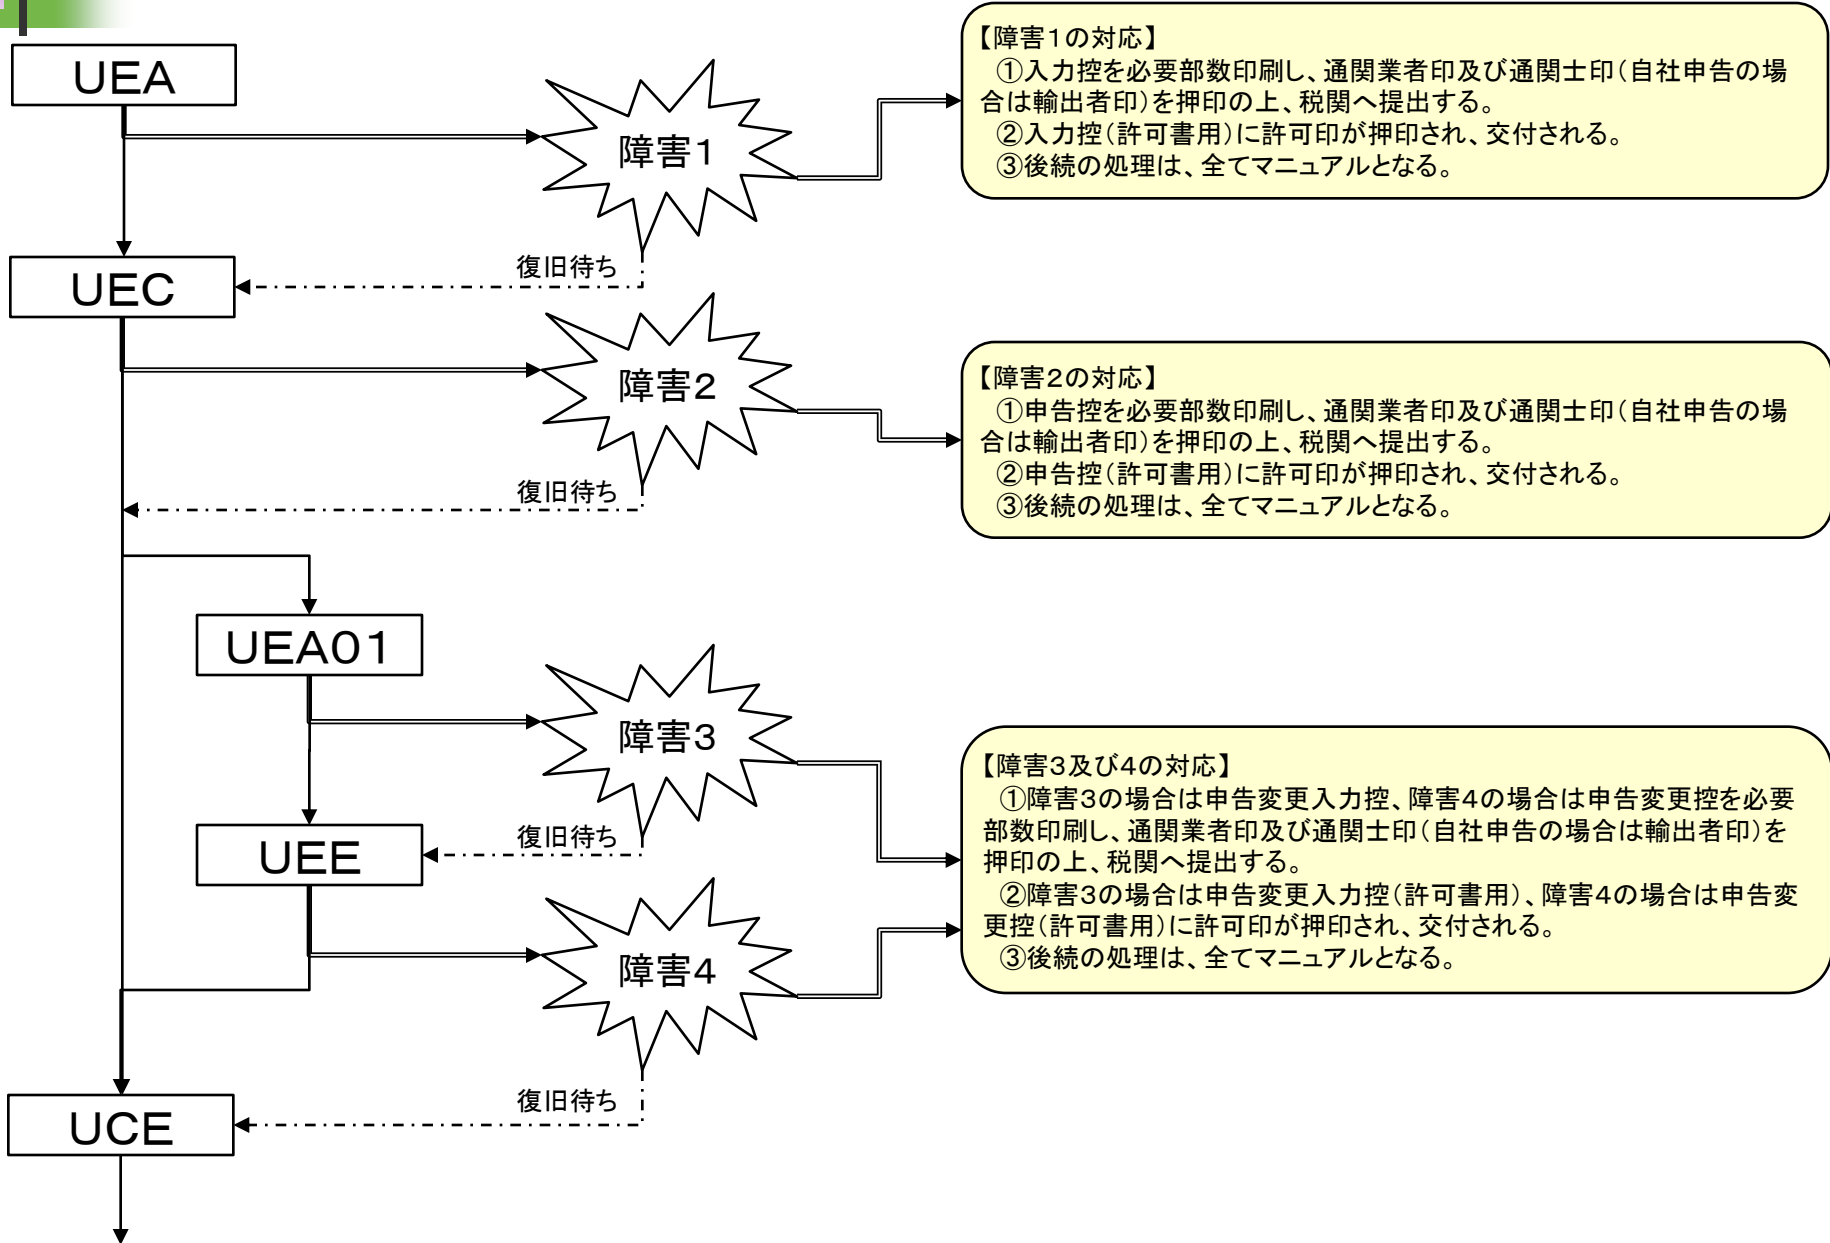 UEA
障害1
【障害1の対応】
①入力控を必要部数印刷し、通関業者印及び通関士印(自社申告の場
合は輸出者印)を押印の上、税関へ提出する。
②入力控(許可書用)に許可印が押印され、交付される。
③後続の処理は、全てマニュアルとなる。
復旧待ち
UEC
障害2
【障害2の対応】
①申告控を必要部数印刷し、通関業者印及び通関士印(自社申告の場
合は輸出者印)を押印の上、税関へ提出する。
②申告控(許可書用)に許可印が押印され、交付される。
③後続の処理は、全てマニュアルとなる。
復旧待ち
UEA01
障害3
【障害3及び4の対応】
①障害3の場合は申告変更入力控、障害4の場合は申告変更控を必要
部数印刷し、通関業者印及び通関士印(自社申告の場合は輸出者印)を
押印の上、税関へ提出する。
②障害3の場合は申告変更入力控(許可書用)、障害4の場合は申告変
更控(許可書用)に許可印が押印され、交付される。
③後続の処理は、全てマニュアルとなる。
復旧待ち
UEE
障害4
復旧待ち
UCE